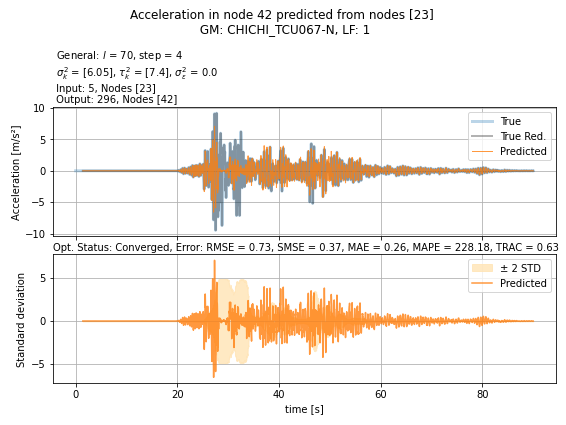 Acceleration in node 42 predicted from nodes [23]
GM: CHICHI_TCU067-N, LF: 1
General: l = 70, step = 4
σ²ₖ = [6.05], τ²ₖ = [7.4], σ²ε = 0.0
Input: 5, Nodes [23]
Output: 296, Nodes [42]
10
5
0
−5
−10
Acceleration [m/s²]
True
True Red.
Predicted
Opt. Status: Converged, Error: RMSE = 0.73, SMSE = 0.37, MAE = 0.26, MAPE = 228.18, TRAC = 0.63
5
0
−5
Standard deviation
± 2 STD
Predicted
0
20
40
60
80
time [s]